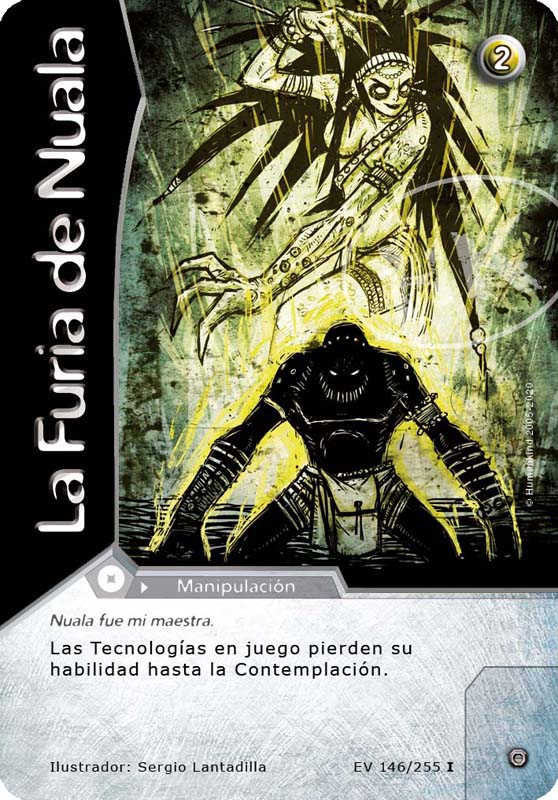 La Furia de Nuala
2
© Humankind 2005-2020
Manipulación
Nuala fue mi maestra.
Las Tecnologías en juego pierden su
habilidad hasta la Contemplación.
Ilustrador: Sergio Lantadilla
EV 146/255 I